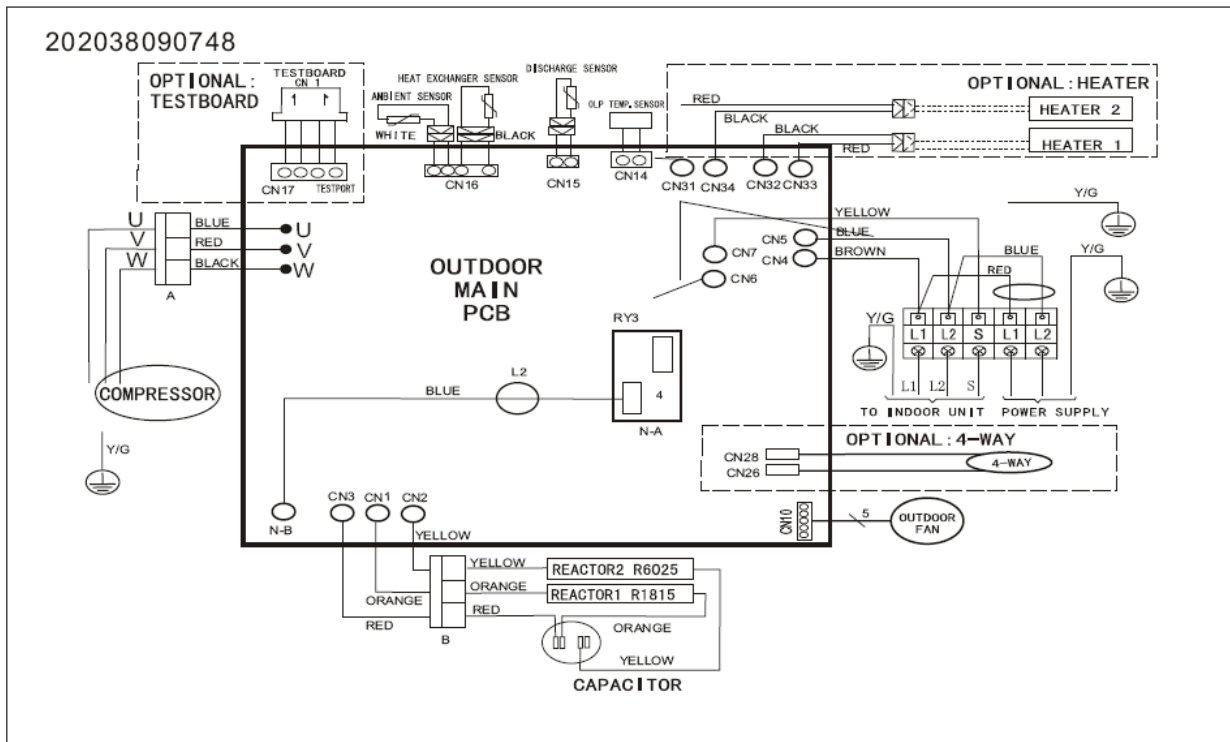 202038090748
OPTIONAL:
TESTBOARD
TESTBOARD
CN 1
1
CN17
TESTPORT
HEAT EXCHANGER SENSOR
AMBIENT SENSOR
WHITE
BLACK
CN16
DISCHARGE SENSOR
CN15
OLP TEMP.SENSOR
CN14
OPTIONAL:HEATER
RED
BLACK
BLACK
RED
HEATER 2
HEATER 1
CN31
CN34
CN32
CN33
U
V
W
BLUE
RED
BLACK
U
V
W
A
COMPRESSOR
Y/G
OUTDOOR
MAIN
PCB
YELLOW
BLUE
BROWN
CN7
CN6
CN5
CN4
Y/G
Y/G
BLUE
RED
Y/G
L1 L2 S L1 L2
L1 L2 S
TO INDOOR UNIT
POWER SUPPLY
RY3
4
N-A
L2
BLUE
N-B
OPTIONAL:4-WAY
CN28
CN26
4-WAY
CN10
5
OUTDOOR
FAN
CN3
CN1
CN2
YELLOW
ORANGE
RED
B
YELLOW
ORANGE
RED
REACTOR2 R6025
REACTOR1 R1815
ORANGE
YELLOW
CAPACITOR